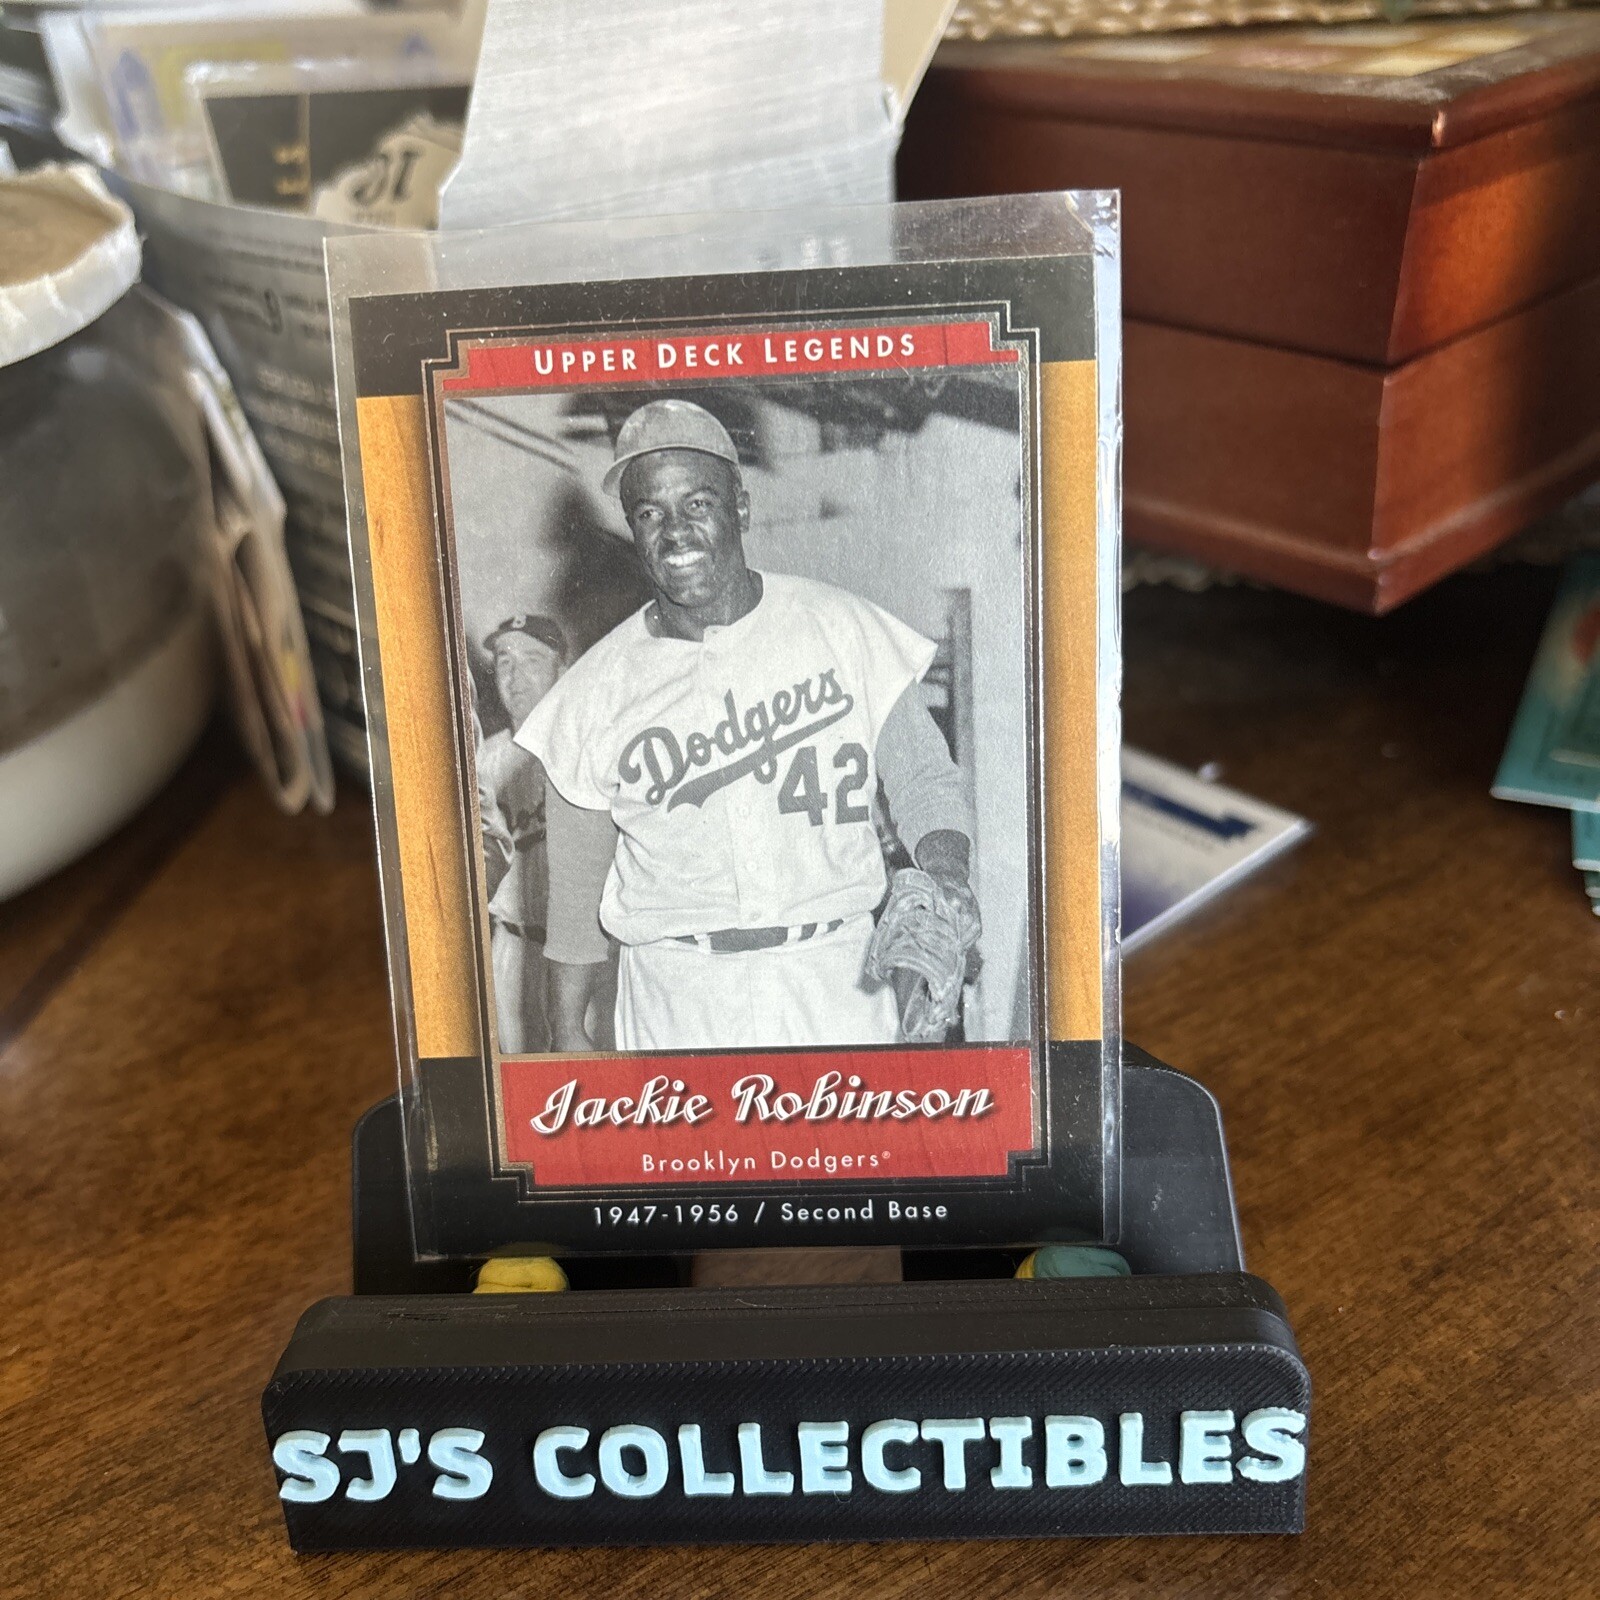 UPPER DECK LEGENDS
Dodgers
42
Jackie Robinson
Brooklyn Dodgers®
1947-1956 / Second Base
SJ'S COLLECTIBLES